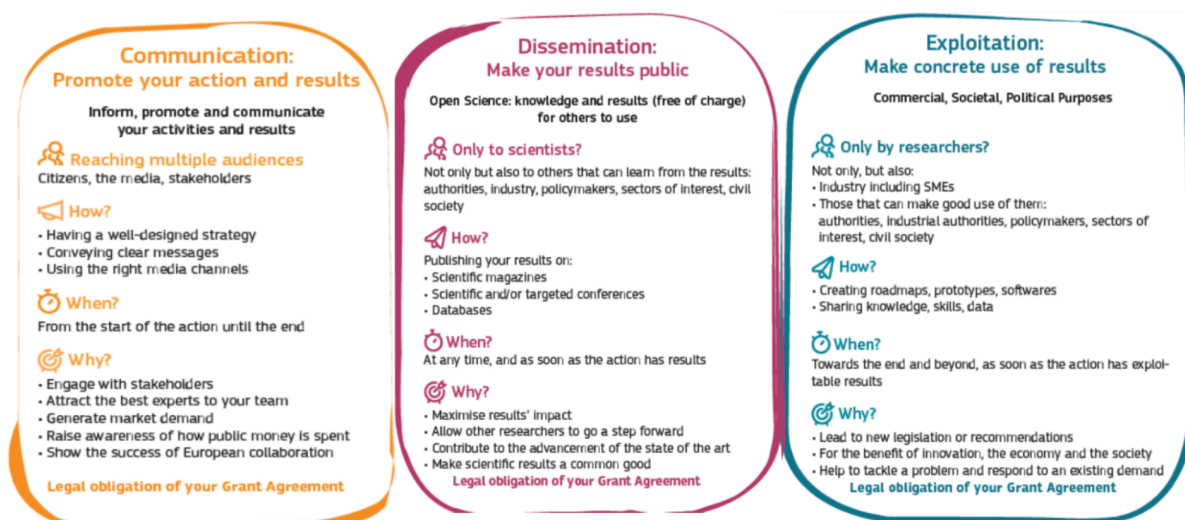 Communication:
Promote your action and results
Inform, promote and communicate
your activities and results
Reaching multiple audiences
Citizens, the media, stakeholders
How?
• Having a well-designed strategy
• Conveying clear messages
• Using the right media channels
When?
From the start of the action until the end
Why?
• Engage with stakeholders
• Attract the best experts to your team
• Generate market demand
• Raise awareness of how public money is spent
• Show the success of European collaboration
Legal obligation of your Grant Agreement
Dissemination:
Make your results public
Open Science: knowledge and results (free of charge)
for others to use
Only to scientists?
Not only but also to others that can learn from the results:
authorities, industry, policymakers, sectors of interest, civil
society
How?
Publishing your results on:
• Scientific magazines
• Scientific and/or targeted conferences
• Databases
When?
At any time, and as soon as the action has results
Why?
• Maximise results' impact
• Allow other researchers to go a step forward
• Contribute to the advancement of the state of the art
• Make scientific results a common good
Legal obligation of your Grant Agreement
Exploitation:
Make concrete use of results
Commercial, Societal, Political Purposes
Only by researchers?
Not only, but also:
• Industry including SMEs
• Those that can make good use of them:
authorities, industrial authorities, policymakers, sectors of
interest, civil society
How?
• Creating roadmaps, prototypes, softwares
• Sharing knowledge, skills, data
When?
Towards the end and beyond, as soon as the action has exploi-
table results
Why?
• Lead to new legislation or recommendations
• For the benefit of innovation, the economy and the society
• Help to tackle a problem and respond to an existing demand
Legal obligation of your Grant Agreement